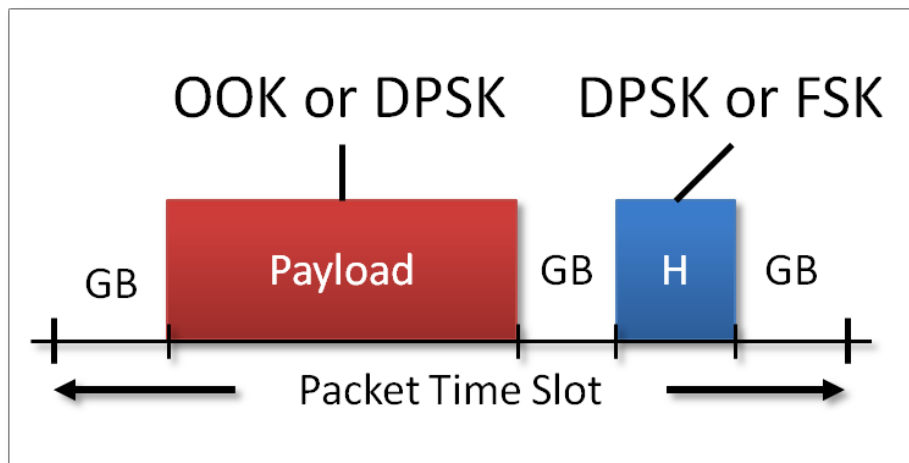 OOK or DPSK DPSK or FSK
GB Payload GB H GB
Packet Time Slot